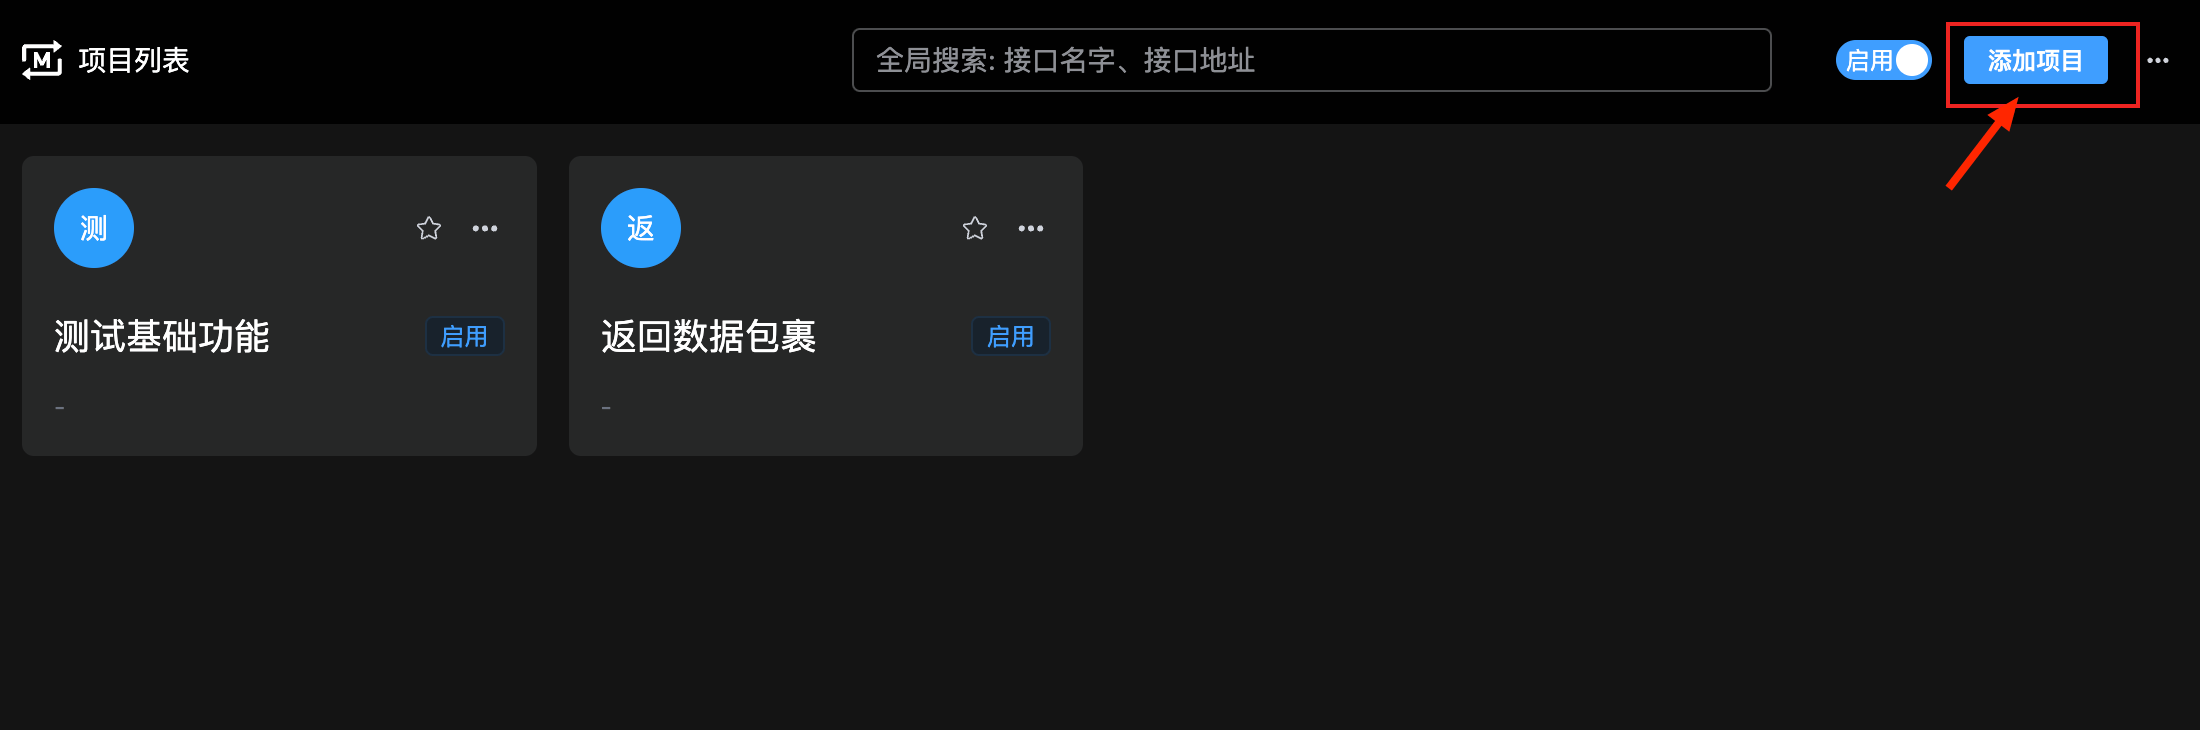 M 项目列表
全局搜索: 接口名字、接口地址
启用
添加项目
测
返
测试基础功能
启用
返回数据包裹
启用
-
-